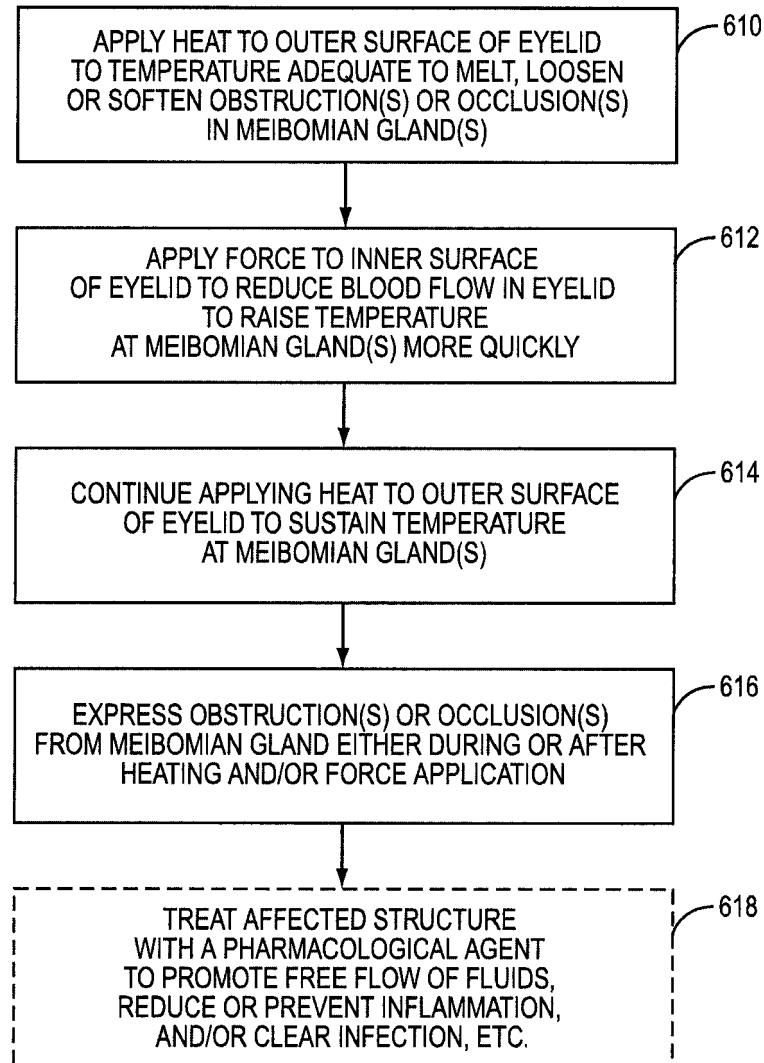 APPLY HEAT TO OUTER SURFACE OF EYELID
TO TEMPERATURE ADEQUATE TO MELT, LOOSEN
OR SOFTEN OBSTRUCTION(S) OR OCCLUSION(S)
IN MEIBOMIAN GLAND(S)
610
APPLY FORCE TO INNER SURFACE
OF EYELID TO REDUCE BLOOD FLOW IN EYELID
TO RAISE TEMPERATURE
AT MEIBOMIAN GLAND(S) MORE QUICKLY
612
CONTINUE APPLYING HEAT TO OUTER SURFACE
OF EYELID TO SUSTAIN TEMPERATURE
AT MEIBOMIAN GLAND(S)
614
EXPRESS OBSTRUCTION(S) OR OCCLUSION(S)
FROM MEIBOMIAN GLAND EITHER DURING OR AFTER
HEATING AND/OR FORCE APPLICATION
616
TREAT AFFECTED STRUCTURE
WITH A PHARMACOLOGICAL AGENT
TO PROMOTE FREE FLOW OF FLUIDS,
REDUCE OR PREVENT INFLAMMATION,
AND/OR CLEAR INFECTION, ETC.
618